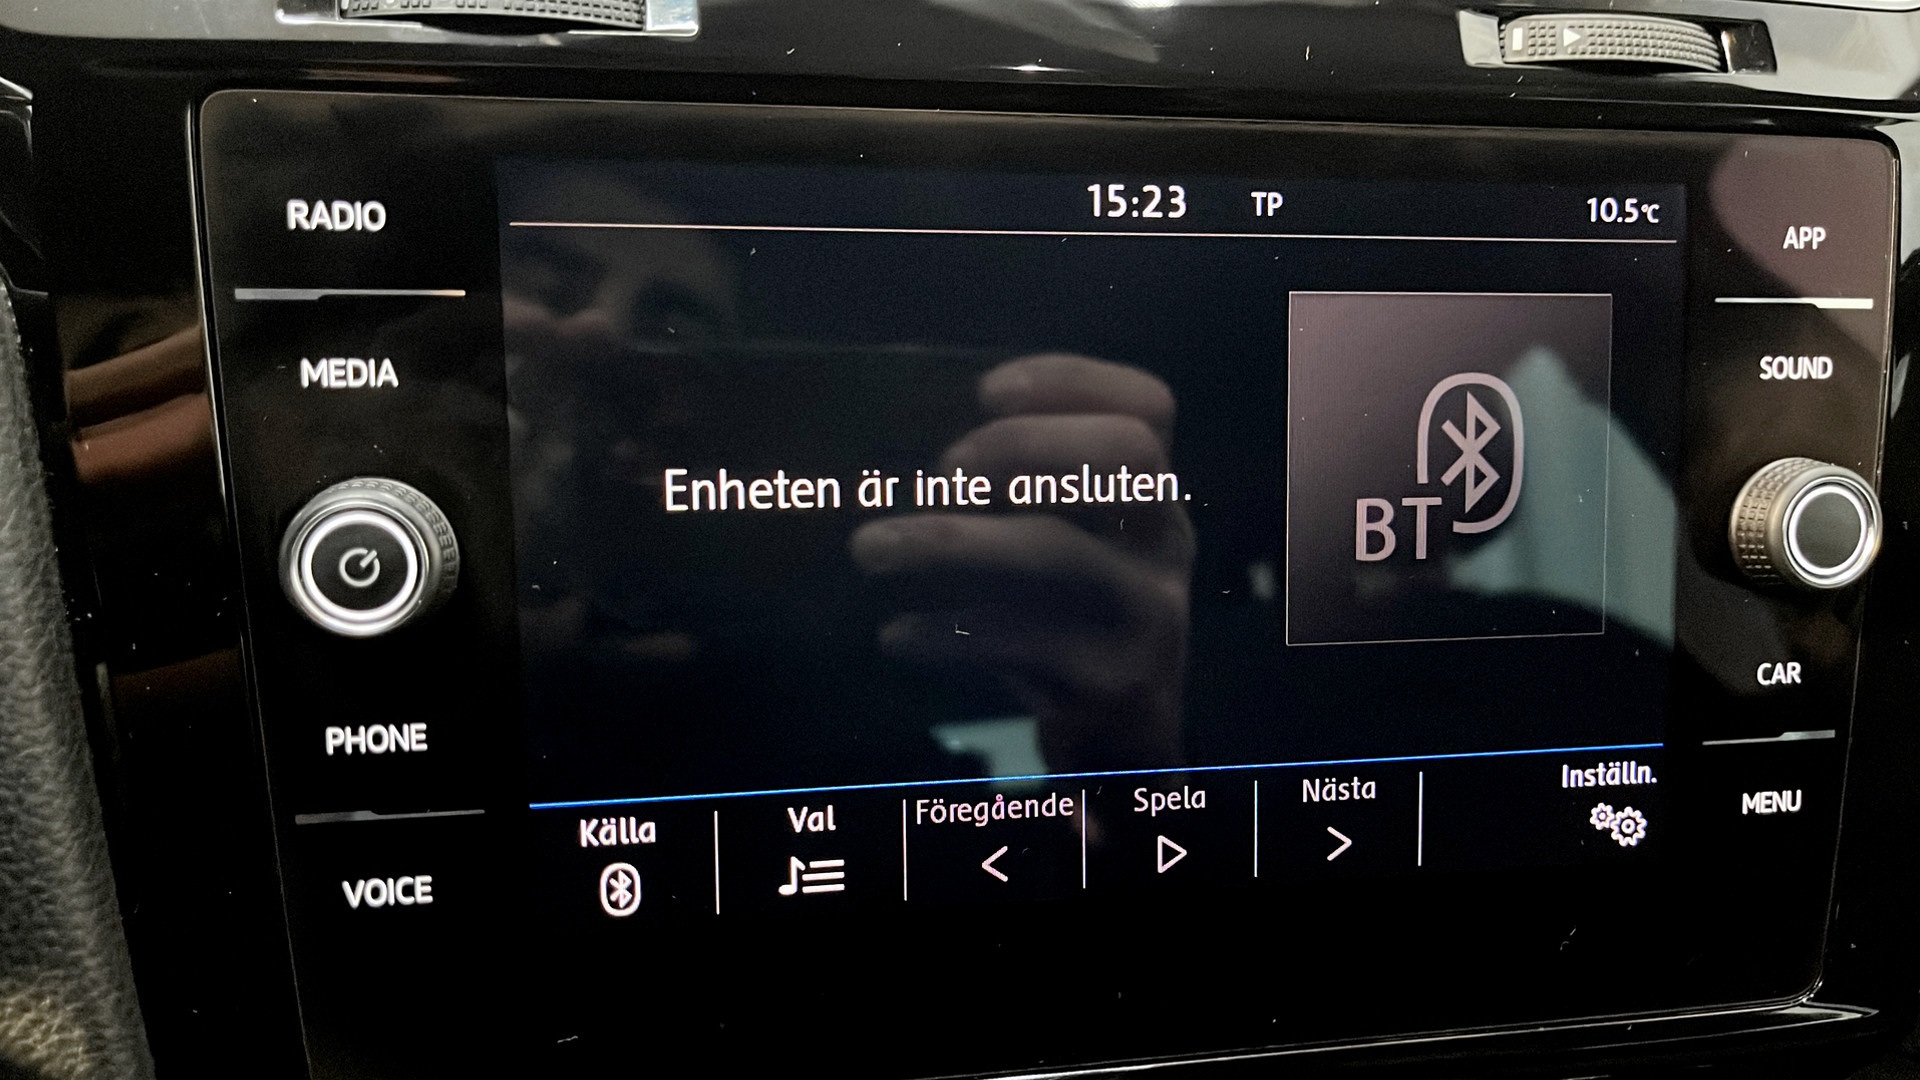 15:23 TP 10.5°C
RADIO
MEDIA
PHONE
VOICE
Enheten är inte ansluten.
BT
Källa
Val
Föregående
Spela
Nästa
Inställn.
APP
SOUND
CAR
MENU